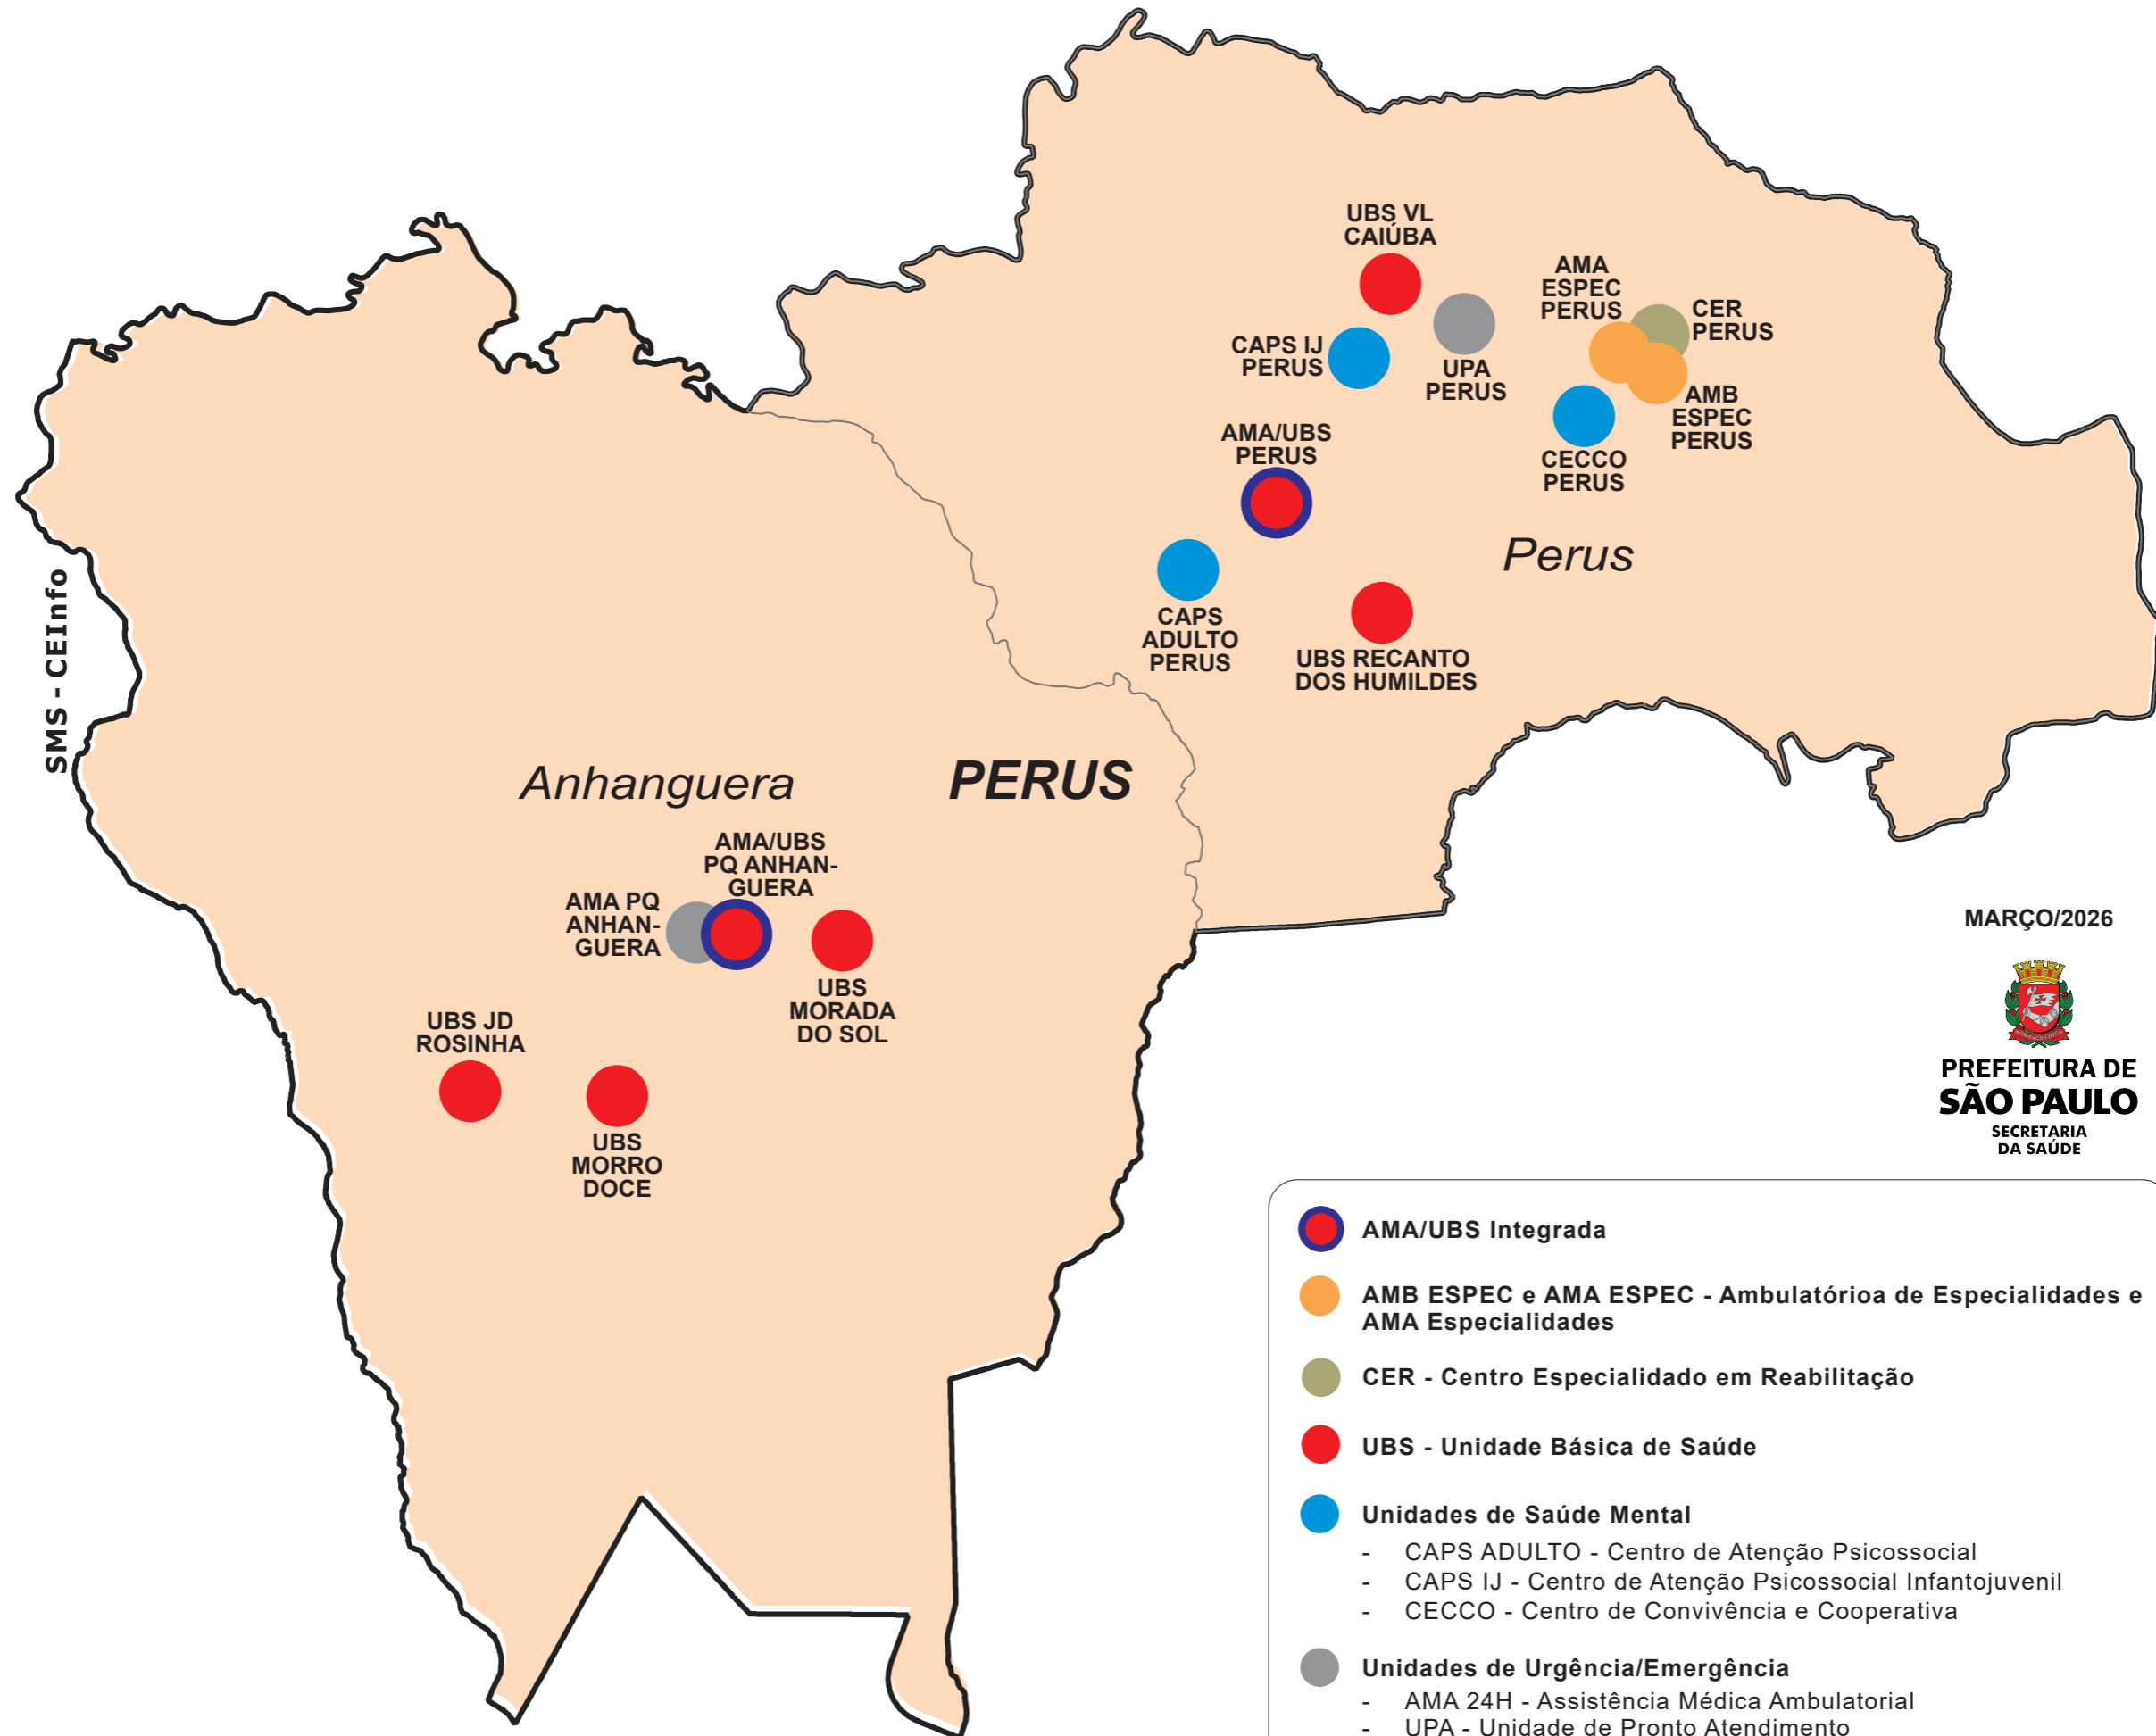 UBS VL
CAIÚBA
AMA
ESPEC
PERUS
CER
PERUS
CAPS IJ
PERUS
UPA
PERUS
AMB
ESPEC
PERUS
AMA/UBS
PERUS
CECCO
PERUS
Perus
CAPS
ADULTO
PERUS
UBS RECANTO
DOS HUMILDES
SMS - CEInfo
Anhanguera
PERUS
AMA/UBS
PQ ANHAN-
GUERA
AMA PQ
ANHAN-
GUERA
UBS
MORADA
DO SOL
UBS JD
ROSINHA
UBS
MORRO
DOCE
MARÇO/2026
PREFEITURA DE
SÃO PAULO
SECRETARIA
DA SAÚDE
AMA/UBS Integrada
AMB ESPEC e AMA ESPEC - Ambulatórioa de Especialidades e
AMA Especialidades
CER - Centro Especialidado em Reabilitação
UBS - Unidade Básica de Saúde
Unidades de Saúde Mental
- CAPS ADULTO - Centro de Atenção Psicossocial
- CAPS IJ - Centro de Atenção Psicossocial Infantojuvenil
- CECCO - Centro de Convivência e Cooperativa
Unidades de Urgência/Emergência
- AMA 24H - Assistência Médica Ambulatorial
- UPA - Unidade de Pronto Atendimento